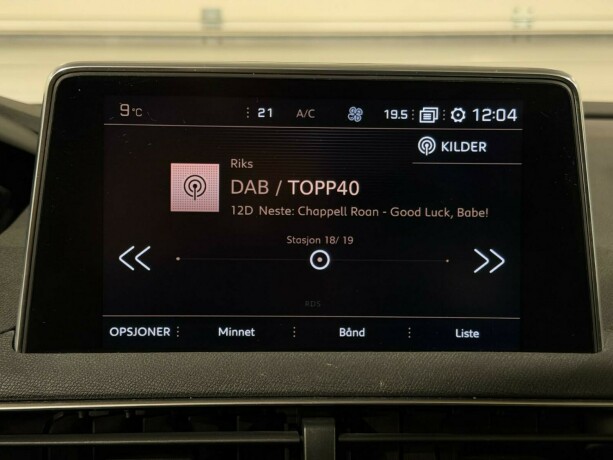 9°C 21 A/C 19.5 12:04
KILDER
Riks
DAB / TOPP40
12D Neste: Chappell Roan - Good Luck, Babe!
Stasjon 18/ 19
RDS
OPSJONER Minnet Bånd Liste